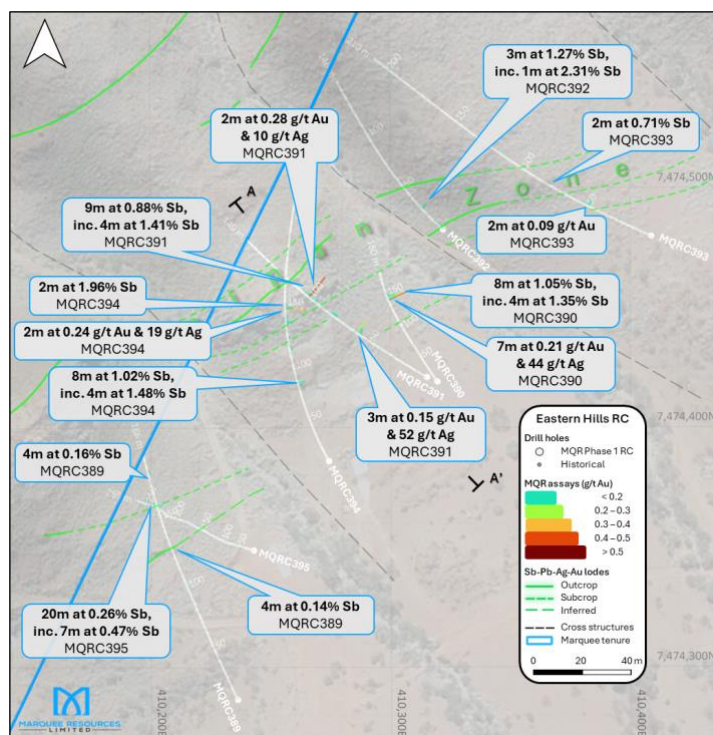 3m at 1.27% Sb,
inc. 1m at 2.31% Sb
MQRC392
2m at 0.28 g/t Au
& 10 g/t Ag
MQRC391
2m at 0.71% Sb
MQRC393
7,474,500N
Zone
A
9m at 0.88% Sb,
inc. 4m at 1.41% Sb
MQRC391
2m at 0.09 g/t Au
MQRC393
MQRC393
MQRC392
2m at 1.96% Sb
MQRC394
8m at 1.05% Sb,
inc. 4m at 1.35% Sb
MQRC390
2m at 0.24 g/t Au & 19 g/t Ag
MQRC394
7m at 0.21 g/t Au
& 44 g/t Ag
MQRC390
8m at 1.02% Sb,
inc. 4m at 1.48% Sb
MQRC394
MQRC390
MQRC391
3m at 0.15 g/t Au
& 52 g/t Ag
MQRC391
7,474,400N
4m at 0.16% Sb
MQRC389
A'
MQRC394
MQRC395
20m at 0.26% Sb,
inc. 7m at 0.47% Sb
MQRC395
4m at 0.14% Sb
MQRC389
MQRC389
Eastern Hills RC
Drill holes
MQR Phase 1 RC
Historical
MQR assays (g/t Au)
< 0.2
0.2 – 0.3
0.3 – 0.4
0.4 – 0.5
> 0.5
Sb-Pb-Ag-Au lodes
Outcrop
Subcrop
Inferred
Cross structures
Marquee tenure
0 20 40 m
7,474,300N
410,200E
410,300E
410,400E
MARQUEE RESOURCES
LIMITED